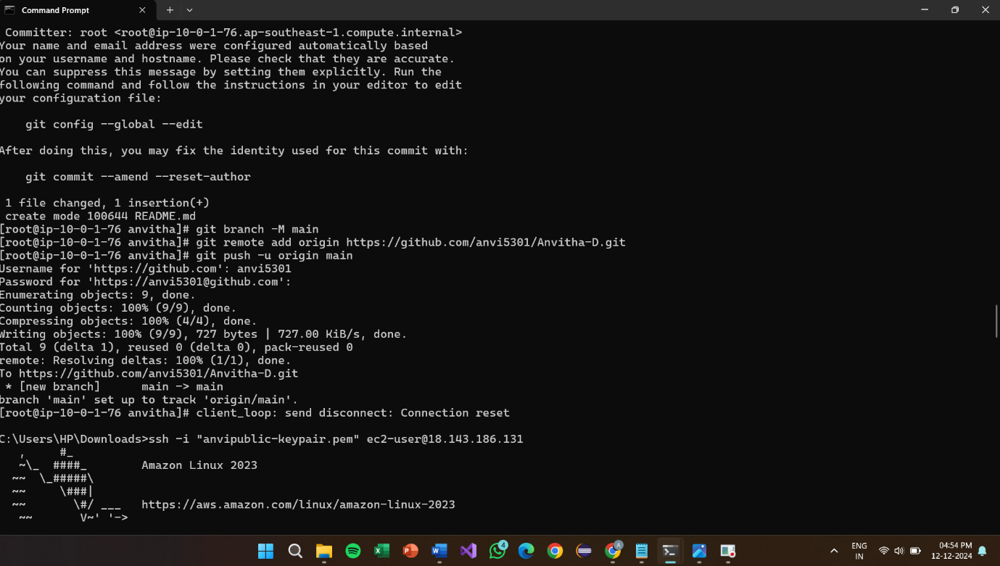 Command Prompt
Committer: root <root@ip-10-0-1-76.ap-southeast-1.compute.internal>
Your name and email address were configured automatically based
on your username and hostname. Please check that they are accurate.
You can suppress this message by setting them explicitly. Run the
following command and follow the instructions in your editor to edit
your configuration file:
git config --global --edit
After doing this, you may fix the identity used for this commit with:
git commit --amend --reset-author
1 file changed, 1 insertion(+)
create mode 100644 README.md
[root@ip-10-0-1-76 anvitha]# git branch -M main
[root@ip-10-0-1-76 anvitha]# git remote add origin https://github.com/anvi5301/Anvitha-D.git
[root@ip-10-0-1-76 anvitha]# git push -u origin main
Username for 'https://github.com': anvi5301
Password for 'https://anvi5301@github.com':
Enumerating objects: 9, done.
Counting objects: 100% (9/9), done.
Compressing objects: 100% (4/4), done.
Writing objects: 100% (9/9), 727 bytes | 727.00 KiB/s, done.
Total 9 (delta 1), reused 0 (delta 0), pack-reused 0
remote: Resolving deltas: 100% (1/1), done.
To https://github.com/anvi5301/Anvitha-D.git
 * [new branch]      main -> main
branch 'main' set up to track 'origin/main'.
[root@ip-10-0-1-76 anvitha]# client_loop: send disconnect: Connection reset
C:\Users\HP\Downloads>ssh -i "anvipublic-keypair.pem" ec2-user@18.143.186.131
   ,     #_
   ~\_  ####_        Amazon Linux 2023
  ~~  \_#####\
  ~~     \###|
  ~~       \#/ ___   https://aws.amazon.com/linux/amazon-linux-2023
   ~~       V~' '->
4
A
ENG
IN
04:54 PM
12-12-2024